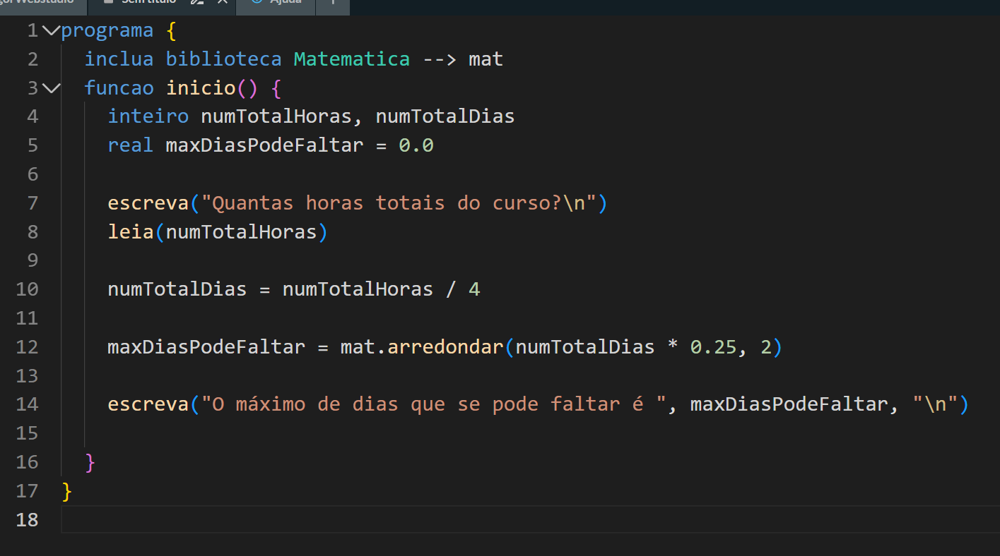 Webstudio Sem título Ajuda +
1 programa {
2 inclua biblioteca Matematica --> mat
3 funcao inicio() {
4 inteiro numTotalHoras, numTotalDias
5 real maxDiasPodeFaltar = 0.0
6
7 escreva("Quantas horas totais do curso?\n")
8 leia(numTotalHoras)
9
10 numTotalDias = numTotalHoras / 4
11
12 maxDiasPodeFaltar = mat.arredondar(numTotalDias * 0.25, 2)
13
14 escreva("O máximo de dias que se pode faltar é ", maxDiasPodeFaltar, "\n")
15
16 }
17 }
18